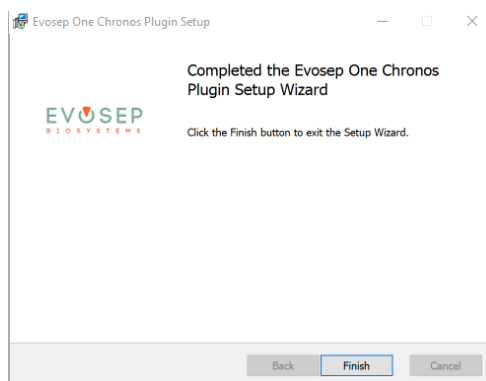 Evosep One Chronos Plugin Setup
Completed the Evosep One Chronos
Plugin Setup Wizard
EVOSEP
BIOSYSTEMS
Click the Finish button to exit the Setup Wizard.
Back Finish Cancel